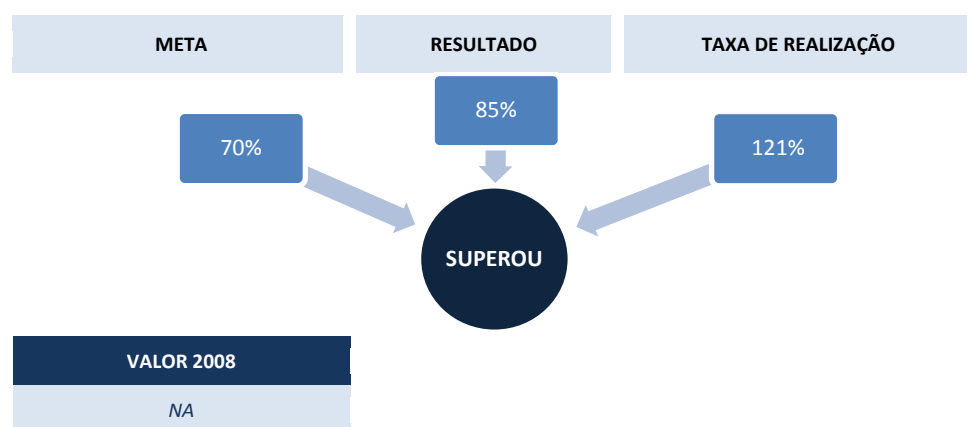 META
RESULTADO
TAXA DE REALIZAÇÃO
70%
85%
121%
SUPEROU
VALOR 2008
NA